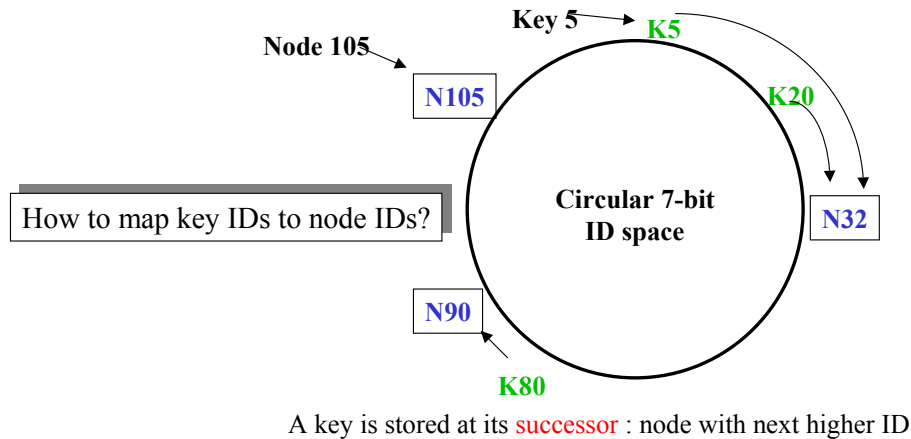 Key 5
K5
Node 105
N105
K20
How to map key IDs to node IDs?
Circular 7-bit
ID space
N32
N90
K80
A key is stored at its successor : node with next higher ID